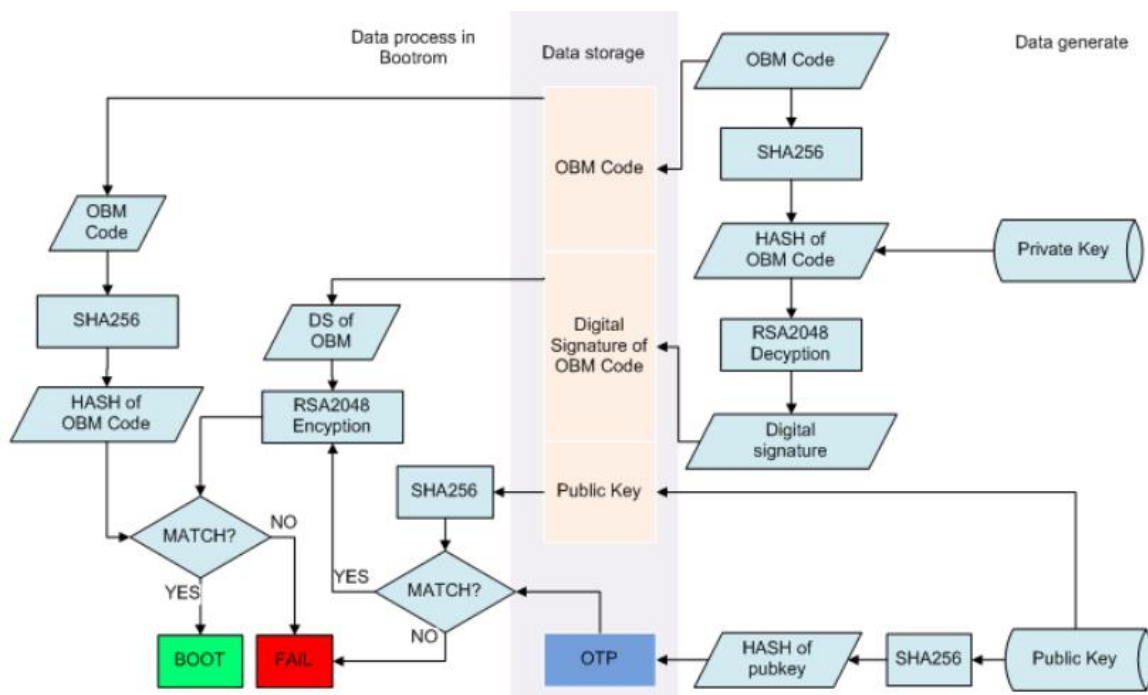 Data process in
Bootrom
Data storage
Data generate
OBM Code
SHA256
OBM Code
OBM
Code
HASH of
OBM Code
Private Key
SHA256
DS of
OBM
Digital
Signature of
OBM Code
RSA2048
Decyption
HASH of
OBM Code
RSA2048
Encyption
Digital
signature
SHA256
Public Key
MATCH?
NO
YES
MATCH?
YES
NO
BOOT
FAIL
OTP
HASH of
pubkey
SHA256
Public Key